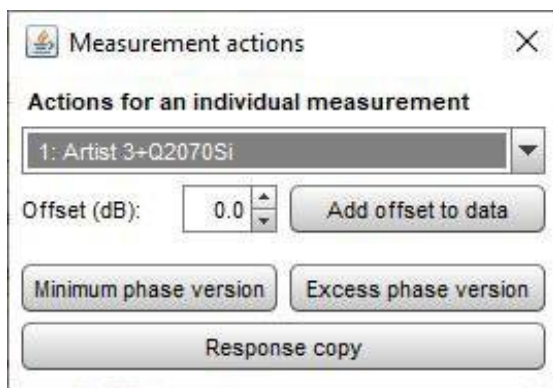 Measurement actions
Actions for an individual measurement
1: Artist 3+Q2070Si
Offset (dB): 0.0 Add offset to data
Minimum phase version Excess phase version
Response copy